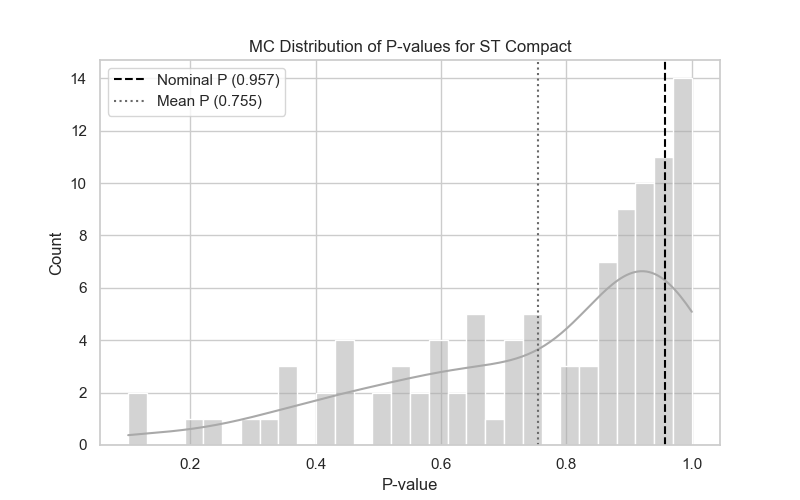 MC Distribution of P-values for ST Compact
Nominal P (0.957)
Mean P (0.755)
Count
14
12
10
8
6
4
2
0
0.2 0.4 0.6 0.8 1.0
P-value